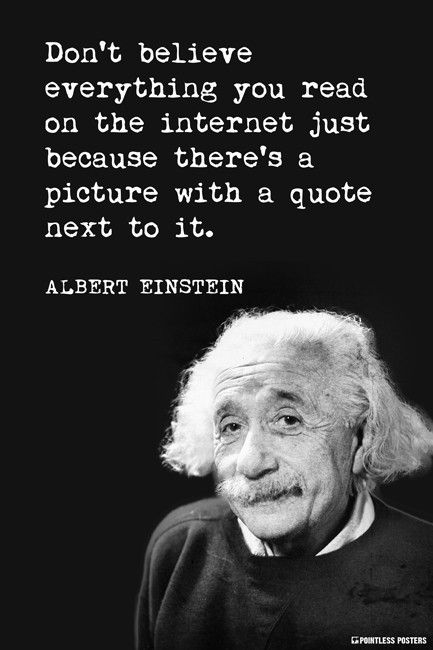 Don't believe
everything you read
on the internet just
because there's a
picture with a quote
next to it.
ALBERT EINSTEIN
POINTLESS POSTERS